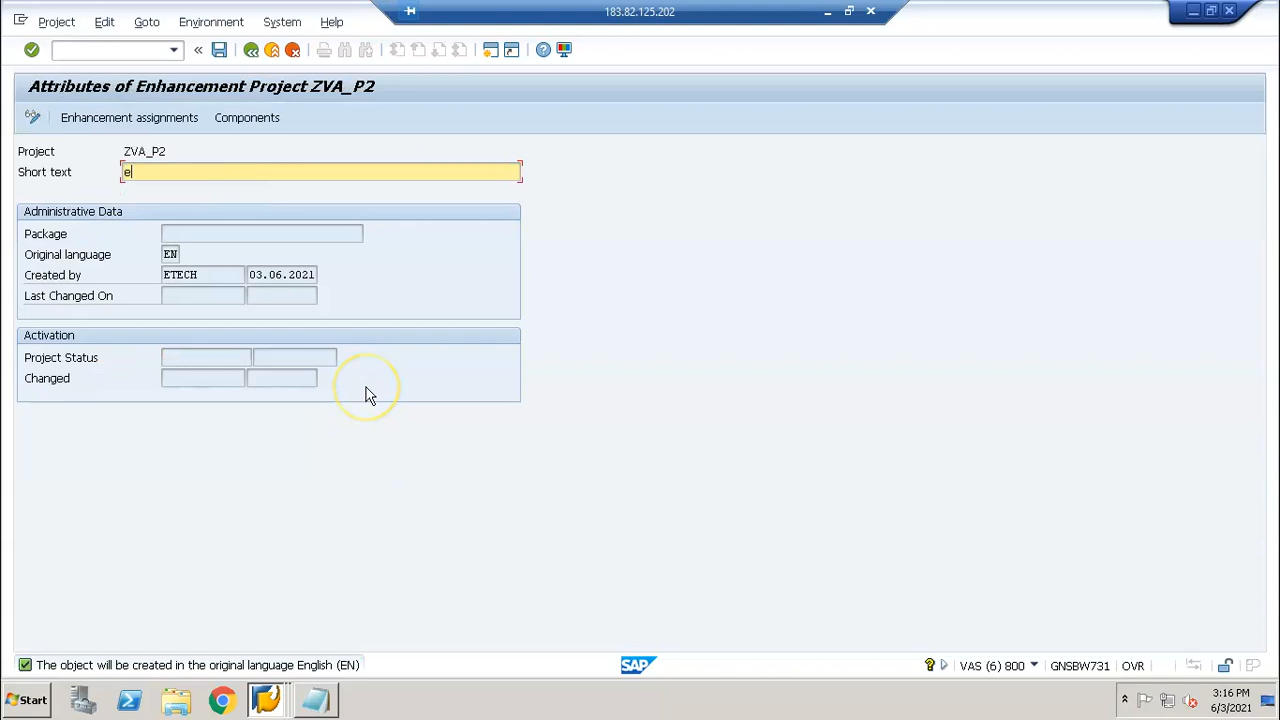 183.82.125.202
Project Edit Goto Environment System Help
Attributes of Enhancement Project ZVA_P2
Enhancement assignments Components
Project ZVA_P2
Short text e
Administrative Data
Package
Original language EN
Created by ETECH 03.06.2021
Last Changed On
Activation
Project Status
Changed
The object will be created in the original language English (EN)
SAP
VAS (6) 800 GNSBW731 OVR
Start
3:16 PM
6/3/2021